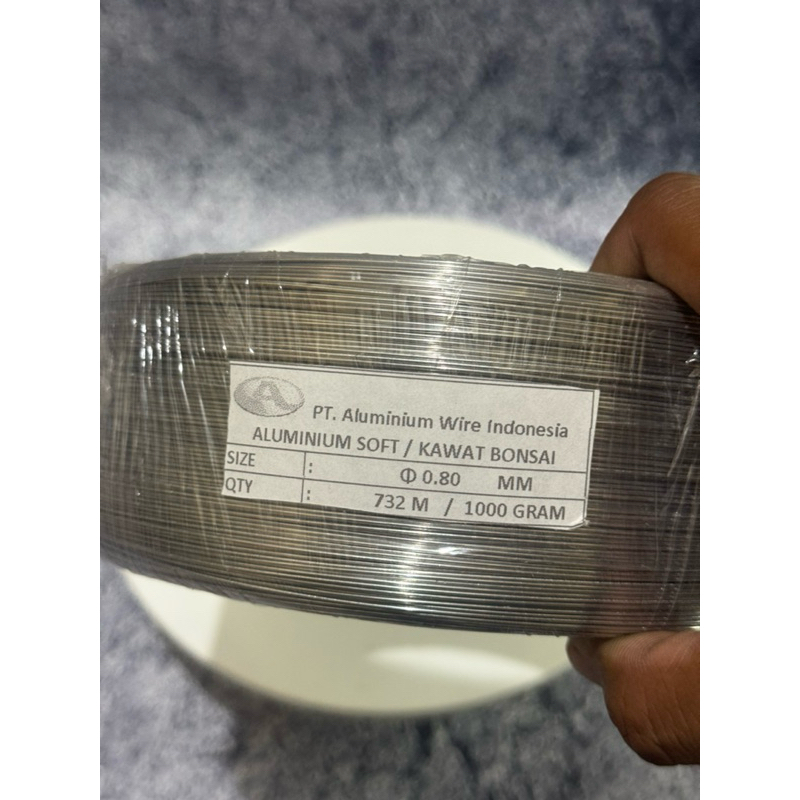 A
PT. Aluminium Wire Indonesia
ALUMINIUM SOFT / KAWAT BONSAI
SIZE : Φ 0.80 MM
QTY : 732 M / 1000 GRAM